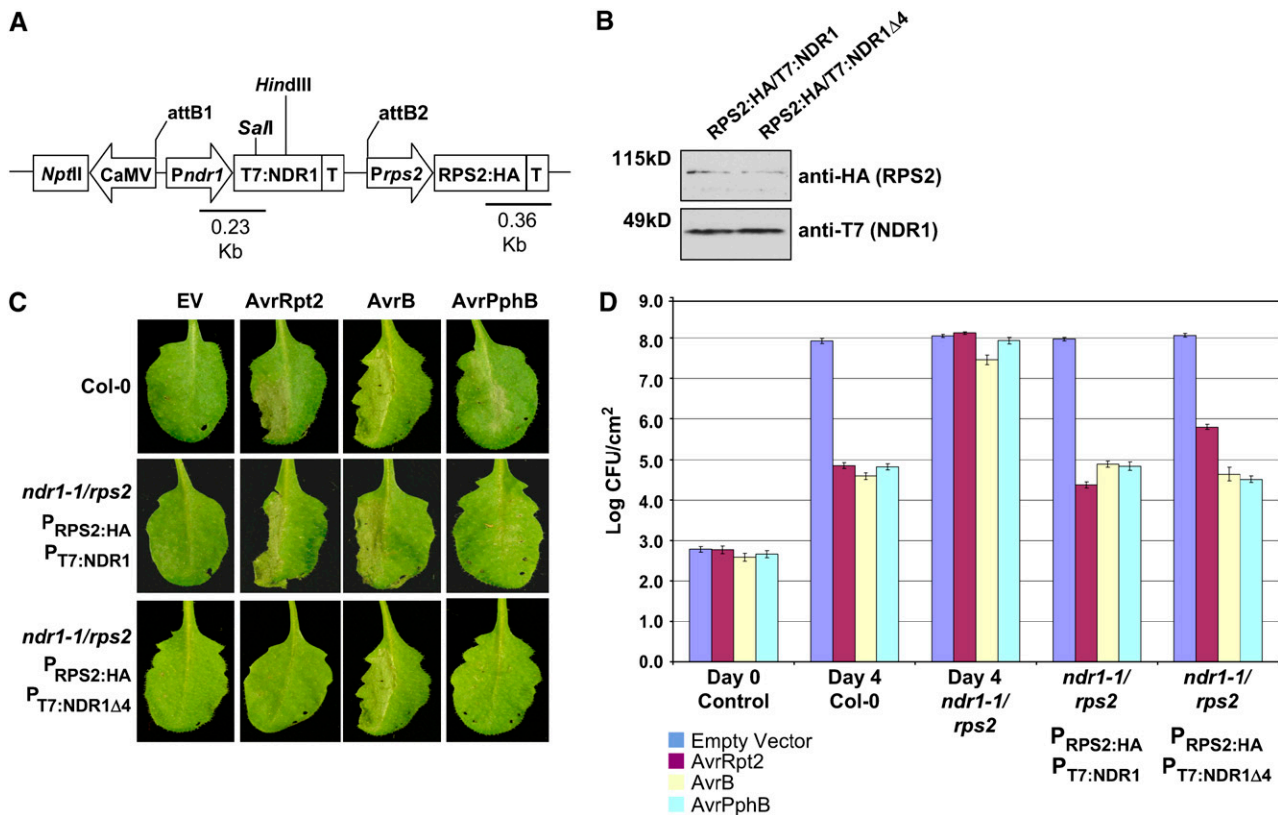 A
attB1
HindIII
SalI
attB2
NptII
CaMV
Pndr1
T7:NDR1
T
Prps2
RPS2:HA
T
0.23
Kb
0.36
Kb
B
RPS2:HA/T7:NDR1
RPS2:HA/T7:NDR1Δ4
115kD
anti-HA (RPS2)
49kD
anti-T7 (NDR1)
C
EV
AvrRpt2
AvrB
AvrPphB
Col-0
ndr1-1/rps2
PRPS2:HA
PT7:NDR1
ndr1-1/rps2
PRPS2:HA
PT7:NDR1Δ4
D
Log CFU/cm2
9.0
8.0
7.0
6.0
5.0
4.0
3.0
2.0
1.0
0.0
Day 0
Control
Day 4
Col-0
Day 4
ndr1-1/
rps2
ndr1-1/
rps2
PRPS2:HA
PT7:NDR1
ndr1-1/
rps2
PRPS2:HA
PT7:NDR1Δ4
Empty Vector
AvrRpt2
AvrB
AvrPphB